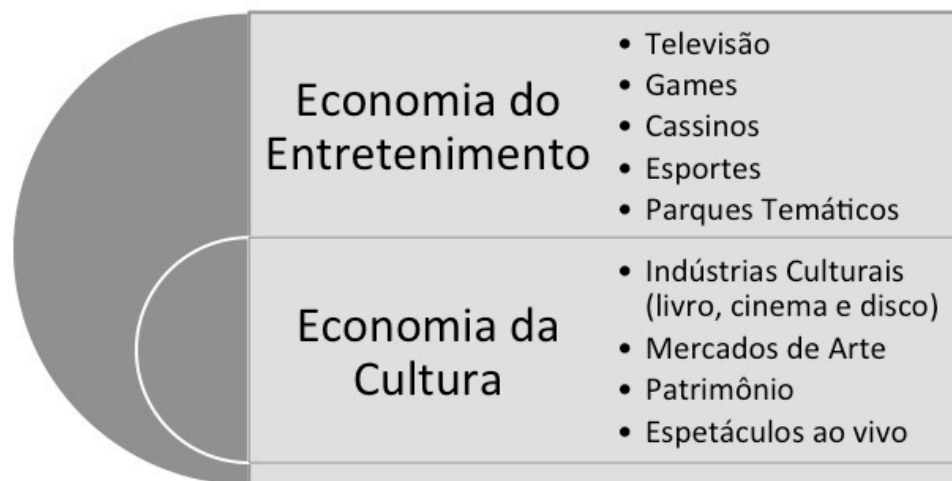 Economia do
Entretenimento
• Televisão
• Games
• Cassinos
• Esportes
• Parques Temáticos
Economia da
Cultura
• Indústrias Culturais
(livro, cinema e disco)
• Mercados de Arte
• Patrimônio
• Espetáculos ao vivo